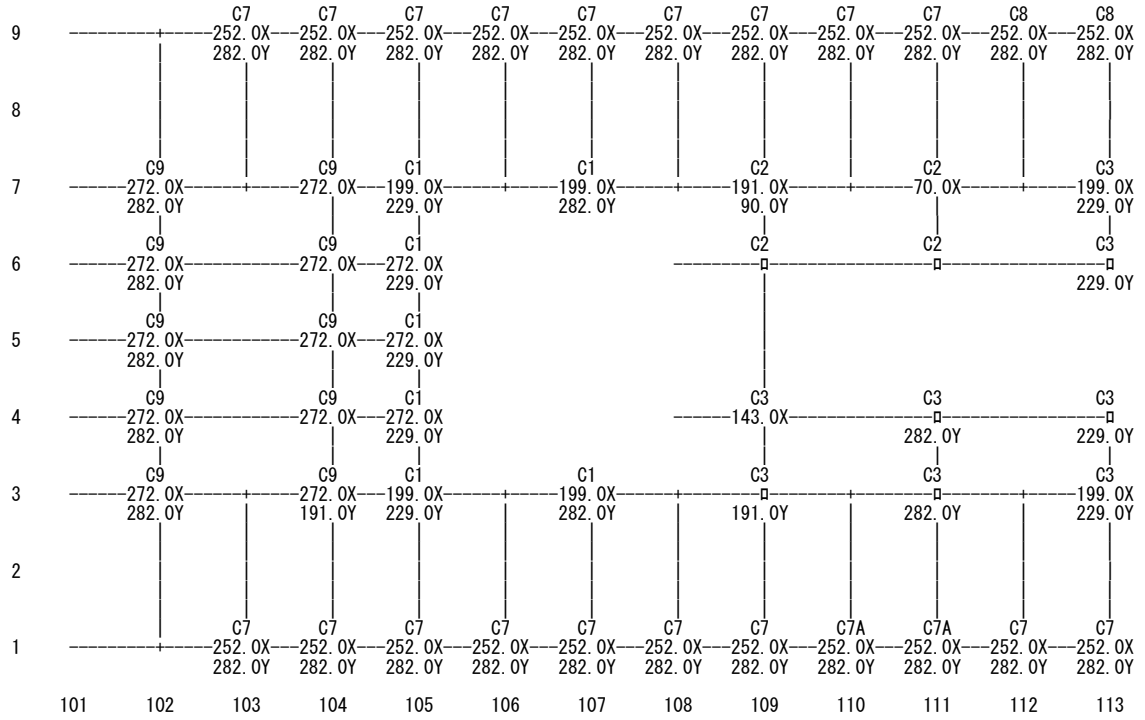 C7 C7 C7 C7 C7 C7 C7 C7 C7 C8 C8
9 ----------+-----252.0X---252.0X---252.0X---252.0X---252.0X---252.0X---252.0X---252.0X---252.0X---252.0X---252.0X
282.0Y 282.0Y 282.0Y 282.0Y 282.0Y 282.0Y 282.0Y 282.0Y 282.0Y 282.0Y 282.0Y
8
C9 C9 C1 C1 C2 C2 C3
7 ------272.0X-------+------272.0X---199.0X-------+------199.0X-------+------191.0X-------+-------70.0X-------+------199.0X
282.0Y 229.0Y 282.0Y 90.0Y 229.0Y
C9 C9 C1 C2 C2 C3
6 ------272.0X-------------272.0X---272.0X ----------¤-------------------¤-------------------¤
282.0Y 229.0Y 229.0Y
C9 C9 C1
5 ------272.0X-------------272.0X---272.0X
282.0Y 229.0Y
C9 C9 C1 C3 C3 C3
4 ------272.0X-------------272.0X---272.0X ------143.0X----------------¤-------------------¤
282.0Y 229.0Y 282.0Y 229.0Y
C9 C9 C1 C1 C3 C3 C3
3 ------272.0X-------+------272.0X---199.0X-------+------199.0X-------+---------¤---------+---------¤---------+------199.0X
282.0Y 191.0Y 229.0Y 282.0Y 191.0Y 282.0Y 229.0Y
2
C7 C7 C7 C7 C7 C7 C7 C7A C7A C7 C7
1 ----------+-----252.0X---252.0X---252.0X---252.0X---252.0X---252.0X---252.0X---252.0X---252.0X---252.0X---252.0X
282.0Y 282.0Y 282.0Y 282.0Y 282.0Y 282.0Y 282.0Y 282.0Y 282.0Y 282.0Y 282.0Y
101 102 103 104 105 106 107 108 109 110 111 112 113